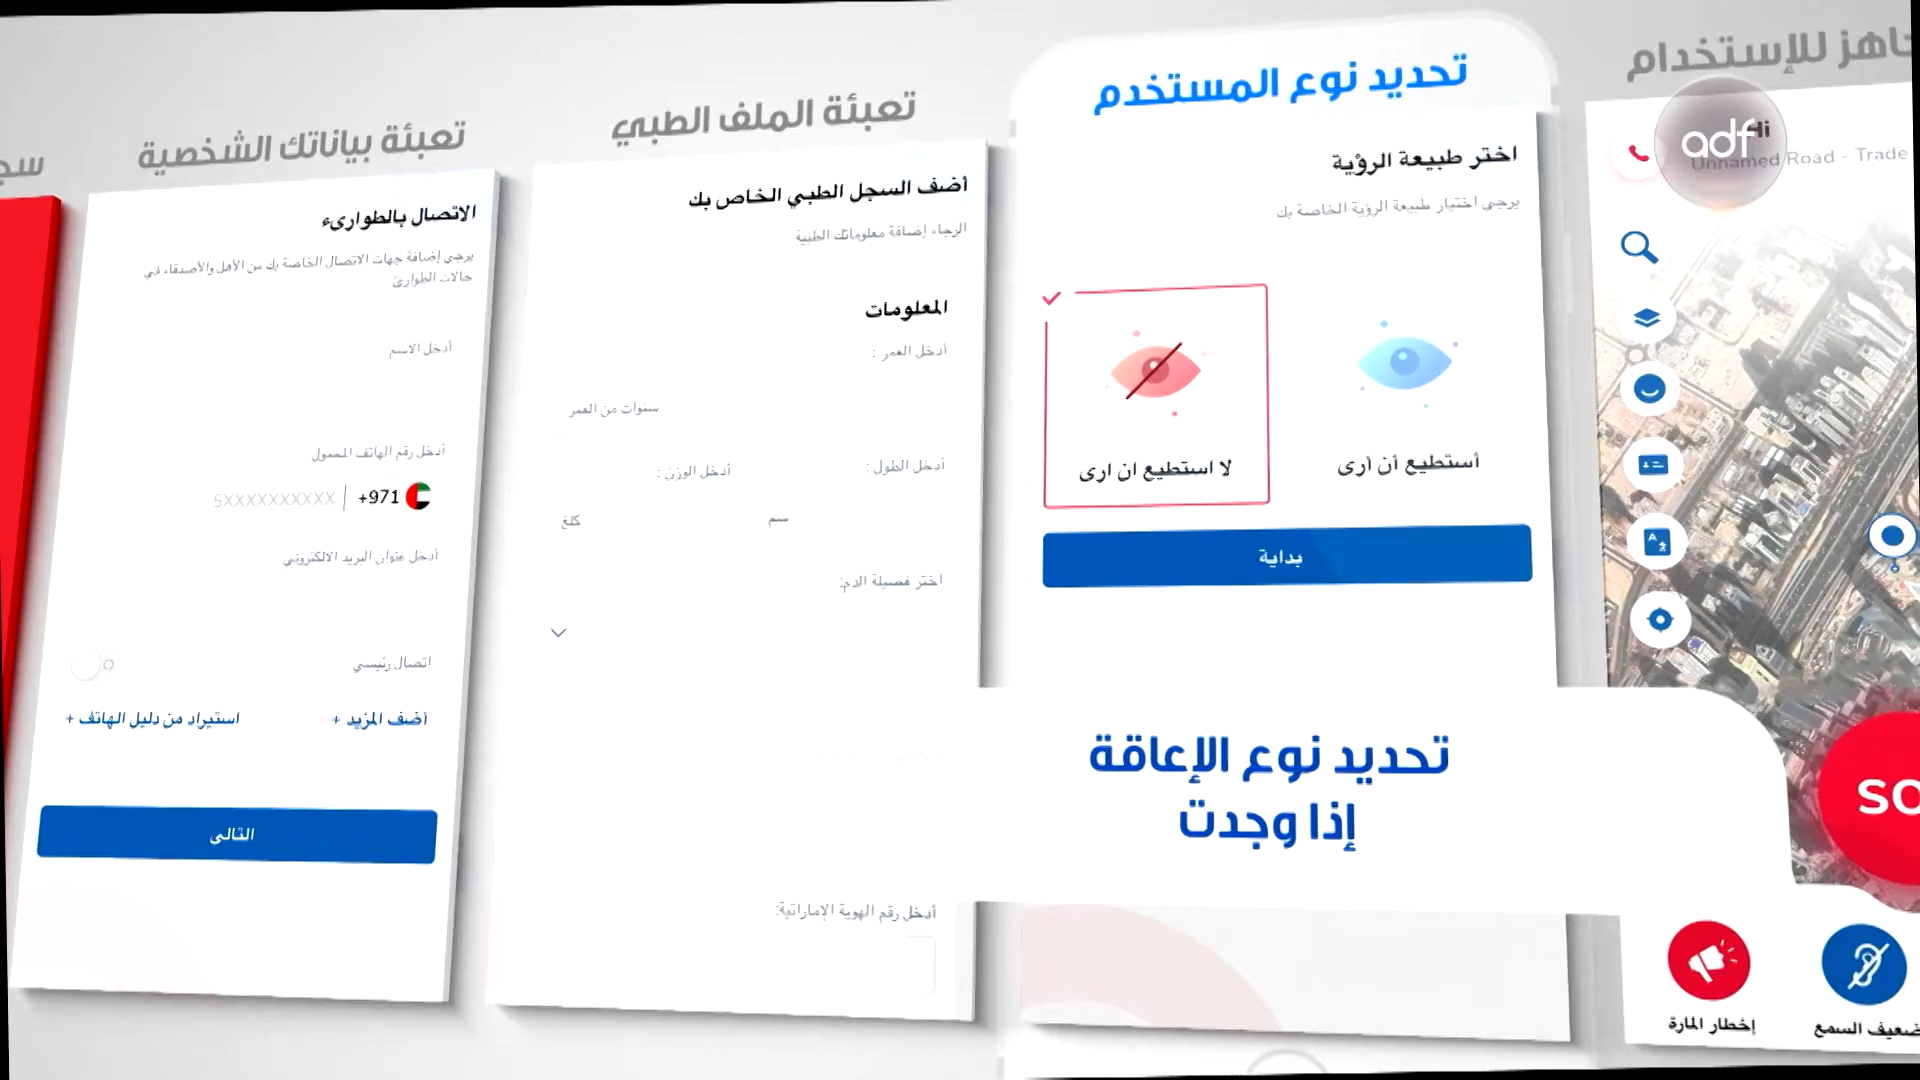 جاهز للإستخدام
تحديد نوع المستخدم
تعبئة الملف الطبي
تعبئة بياناتك الشخصية
adf
Hi
Unnamed Road - Trade
SO
إخطار المارة
ضعيف السمع
اختر طبيعة الرؤية
يرجى اختيار طبيعة الرؤية الخاصة بك
أستطيع أن أرى
لا استطيع ان ارى
بداية
تحديد نوع الإعاقة
إذا وجدت
أضف السجل الطبي الخاص بك
الرجاء إضافة معلوماتك الطبية
المعلومات
أدخل العمر :
سنوات من العمر
أدخل الطول :
أدخل الوزن :
سم
كلغ
اختر فصيلة الدم:
أدخل رقم الهوية الإماراتية:
الاتصال بالطوارىء
يرجى إضافة جهات الاتصال الخاصة بك من الأهل والأصدقاء في
حالات الطوارئ
أدخل الاسم
أدخل رقم الهاتف المحمول
+971
5XXXXXXXXXX
أدخل عنوان البريد الالكتروني
اتصال رئيسي
أضف المزيد +
استيراد من دليل الهاتف +
التالى